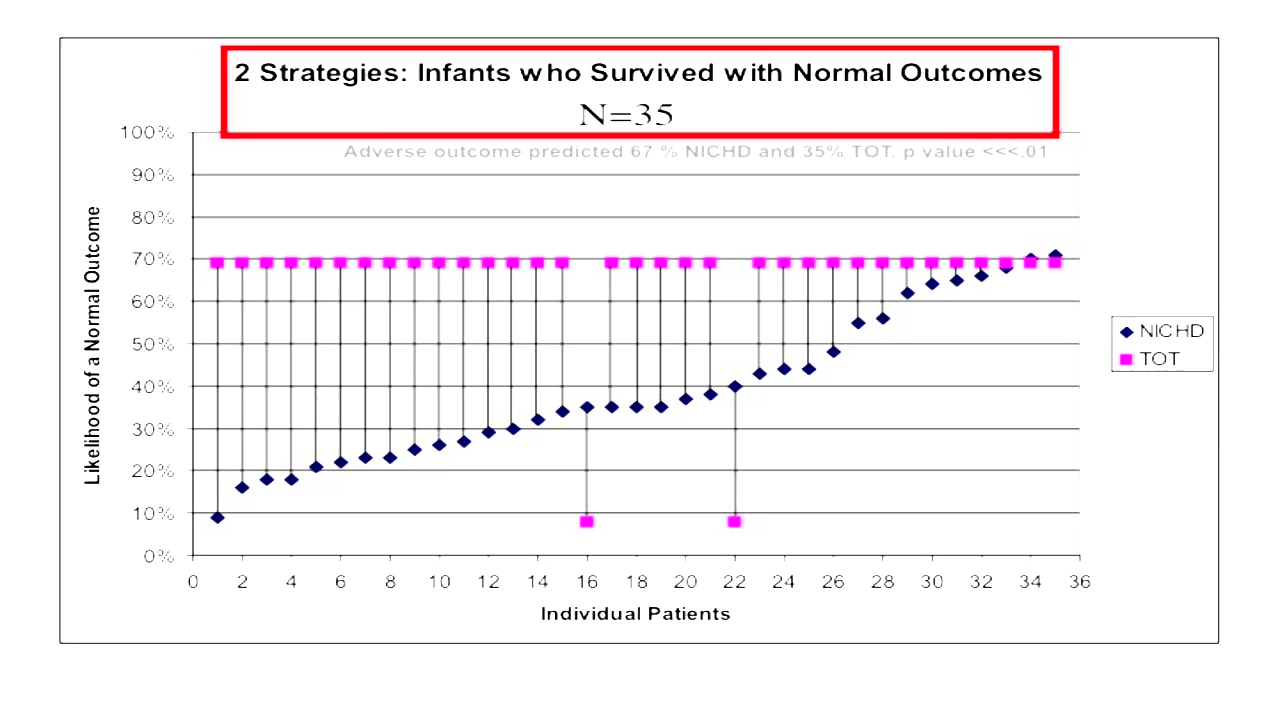 2 Strategies: Infants who Survived with Normal Outcomes
N=35
Adverse outcome predicted 67 % NICHD and 35% TOT, p value <<<.01
100%
90%
80%
70%
60%
50%
40%
30%
20%
10%
0%
Likelihood of a Normal Outcome
0 2 4 6 8 10 12 14 16 18 20 22 24 26 28 30 32 34 36
Individual Patients
NICHD
TOT